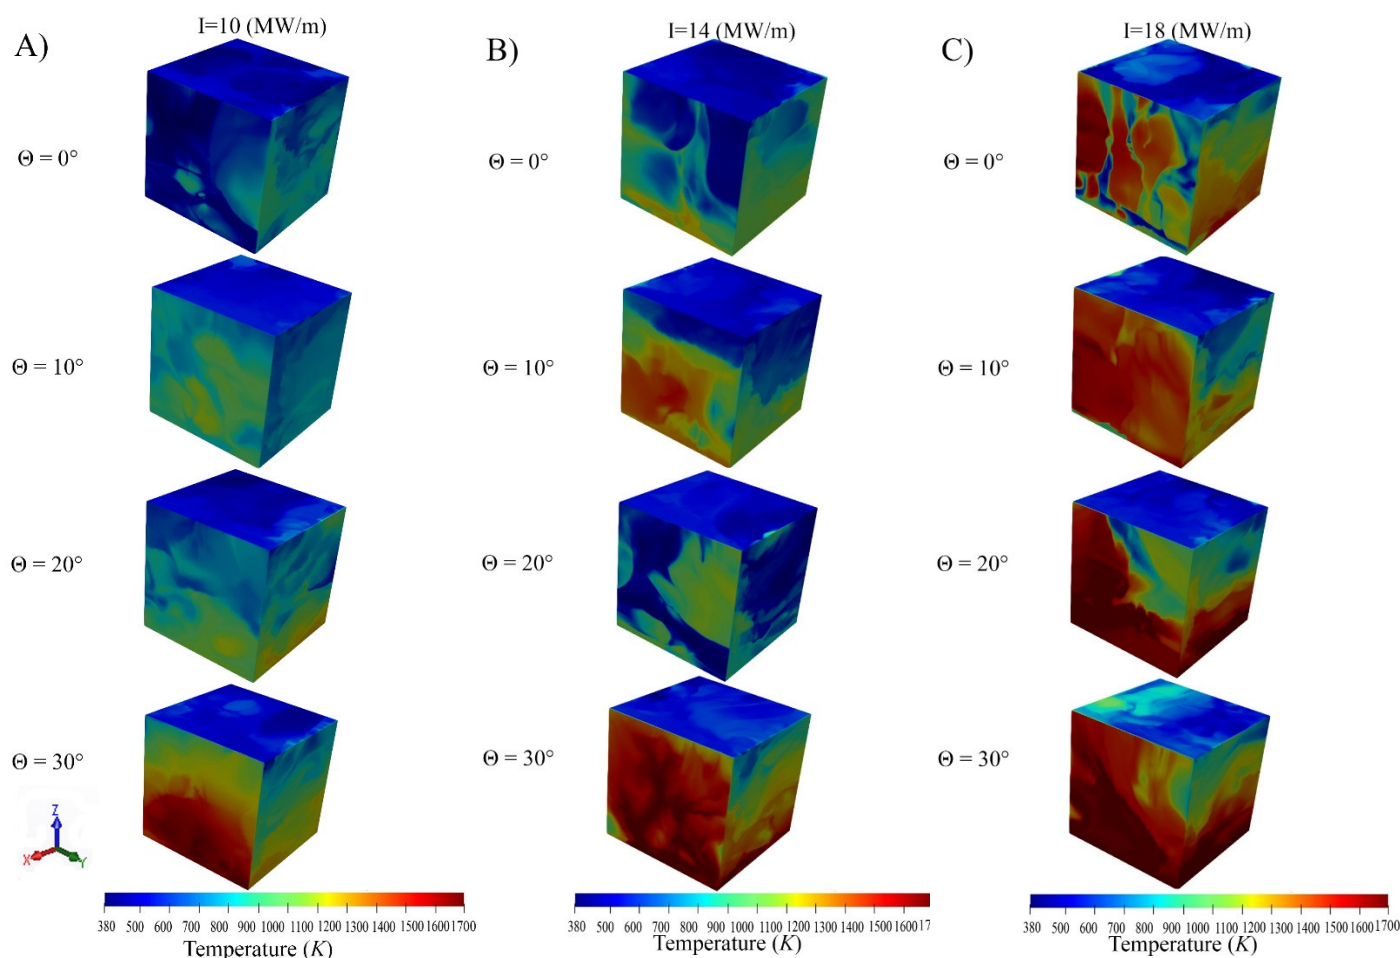 A)
I=10 (MW/m)
Θ = 0°
Θ = 10°
Θ = 20°
Θ = 30°
Z
X
Y
380 500 600 700 800 900 1000 1100 1200 1300 1400 1500 1600 1700
Temperature (K)
B)
I=14 (MW/m)
Θ = 0°
Θ = 10°
Θ = 20°
Θ = 30°
380 500 600 700 800 900 1000 1100 1200 1300 1400 1500 1600 17
Temperature (K)
C)
I=18 (MW/m)
Θ = 0°
Θ = 10°
Θ = 20°
Θ = 30°
380 500 600 700 800 900 1000 1100 1200 1300 1400 1500 1600 1700
Temperature (K)